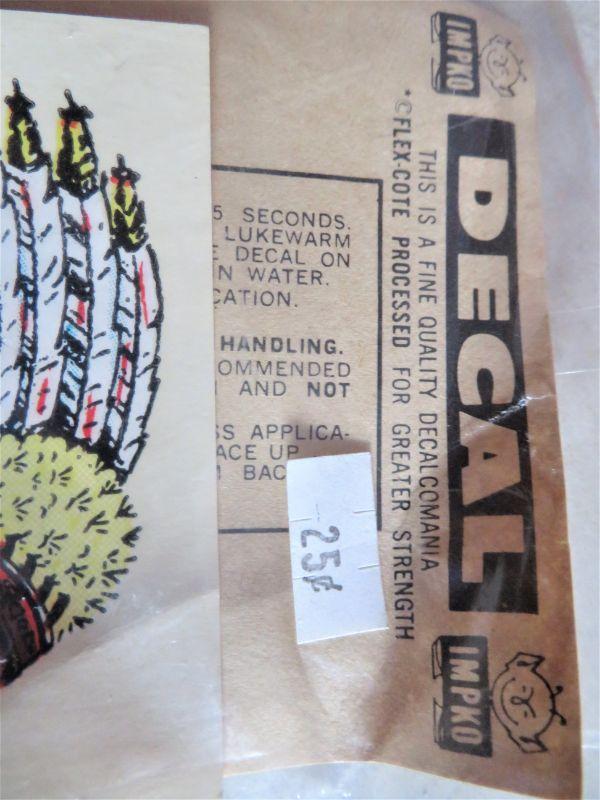 IMPKO
DECAL
IMPKO
THIS IS A FINE QUALITY DECALCOMANIA
*©FLEX-COTE PROCESSED FOR GREATER STRENGTH
5 SECONDS.
LUKEWARM
E DECAL ON
N WATER.
CATION.
HANDLING.
OMMENDED
AND NOT
SS APPLICA-
ACE UP
BAC
25¢